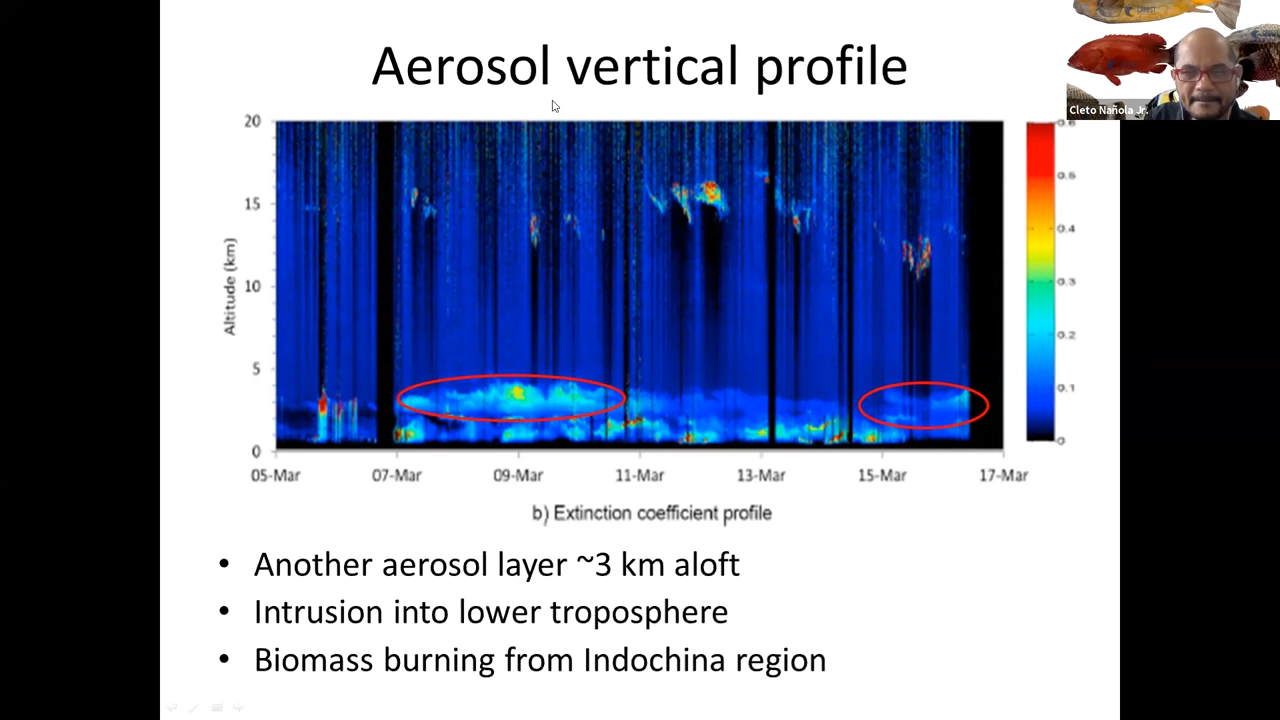 Aerosol vertical profile
Cleto Nañola Jr.
20
15
10
5
0
Altitude (km)
05-Mar
07-Mar
09-Mar
11-Mar
13-Mar
15-Mar
17-Mar
0.5
0.4
0.3
0.2
0.1
0
b) Extinction coefficient profile
• Another aerosol layer ~3 km aloft
• Intrusion into lower troposphere
• Biomass burning from Indochina region